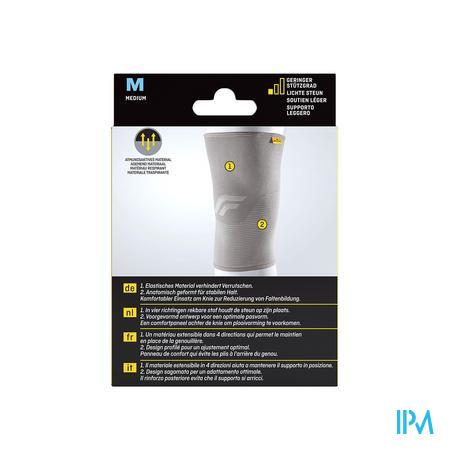 M
MEDIUM
GERINGER
STÜTZGRAD
LICHTE STEUN
SOUTIEN LÉGER
SUPPORTO
LEGGERO
ATMUNGSAKTIVES MATERIAL
ADEMEND MATERIAAL
MATÉRIAU RESPIRANT
MATERIALE TRASPIRANTE
1
2
de
1. Elastisches Material verhindert Verrutschen.
2. Anatomisch geformt für stabilen Halt.
Komfortabler Einsatz am Knie zur Reduzierung von Faltenbildung.
nl
1. In vier richtingen rekbare stof houdt de steun op zijn plaats.
2. Voorgevormd ontwerp voor een optimale pasvorm.
Een comfortpaneel achter de knie om plooivorming te voorkomen.
fr
1. Un matériau extensible dans 4 directions qui permet le maintien
en place de la genouillère.
2. Design profilé pour un ajustement optimal.
Panneau de confort qui évite les plis à l'arrière du genou.
it
1. Il materiale estensibile in 4 direzioni aiuta a mantenere il supporto in posizione.
2. Design sagomato per un adattamento ottimale.
Il rinforzo posteriore evita che il supporto si arricci.
IPM